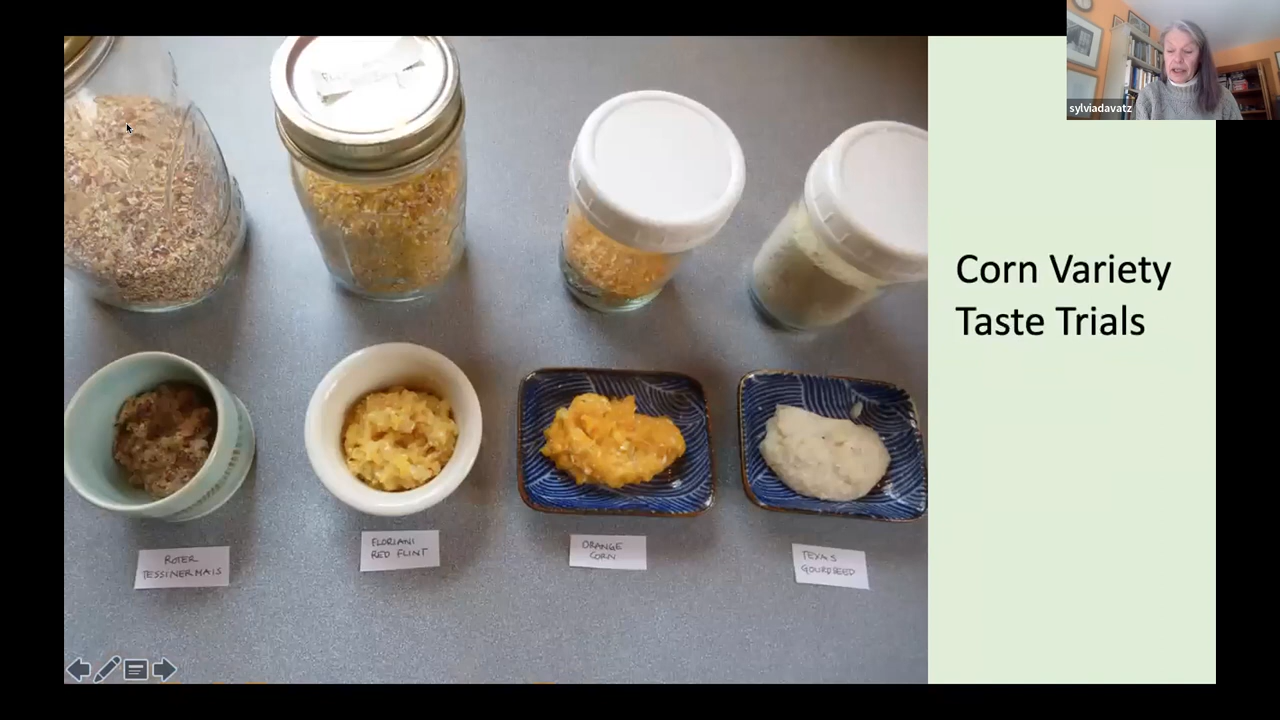 sylviadavatz
Corn Variety
Taste Trials
ROTER
TESSINERMAIS
FLORIANI
RED FLINT
ORANGE
CORN
TEXAS
GOURDSEED